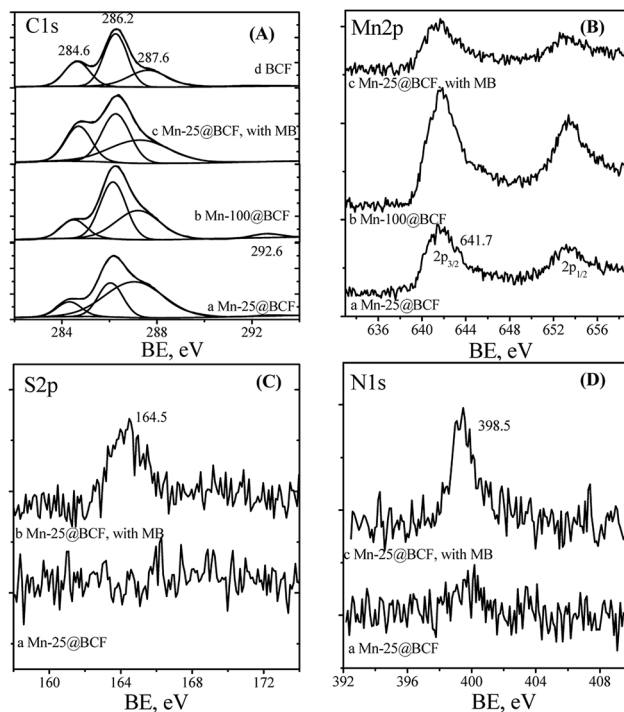 C1s
(A)
286.2
284.6
287.6
d BCF
c Mn-25@BCF, with MB
b Mn-100@BCF
292.6
a Mn-25@BCF
284 288 292
BE, eV
Mn2p
(B)
c Mn-25@BCF, with MB
b Mn-100@BCF
641.7
2p3/2
2p1/2
a Mn-25@BCF
636 640 644 648 652 656
BE, eV
S2p
(C)
164.5
b Mn-25@BCF, with MB
a Mn-25@BCF
160 164 168 172
BE, eV
N1s
(D)
398.5
c Mn-25@BCF, with MB
a Mn-25@BCF
392 396 400 404 408
BE, eV